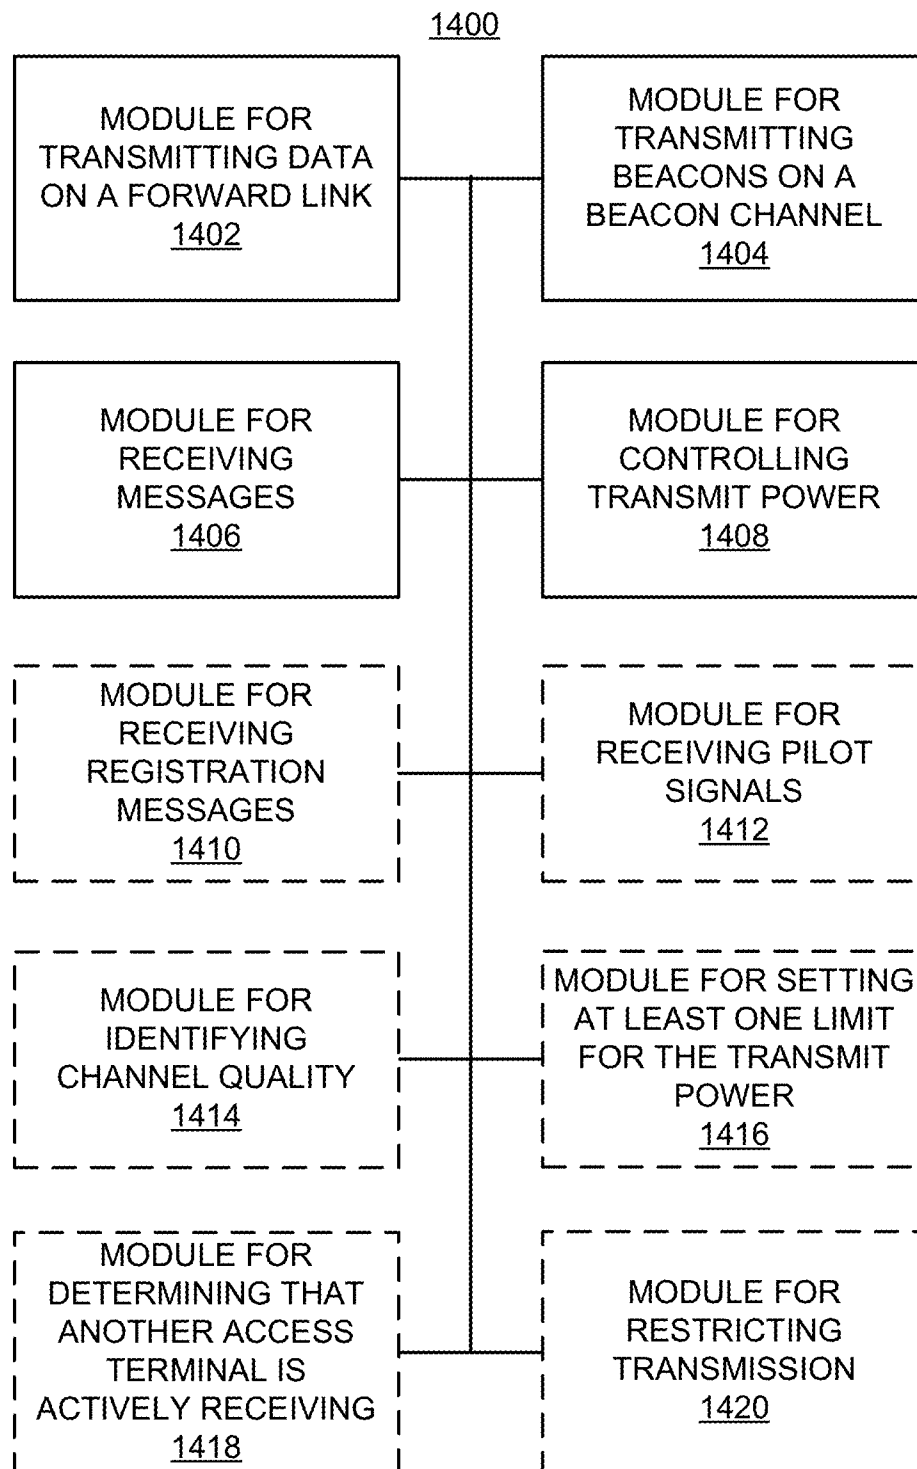 1400
MODULE FOR
TRANSMITTING DATA
ON A FORWARD LINK
1402
MODULE FOR
TRANSMITTING
BEACONS ON A
BEACON CHANNEL
1404
MODULE FOR
RECEIVING
MESSAGES
1406
MODULE FOR
CONTROLLING
TRANSMIT POWER
1408
MODULE FOR
RECEIVING
REGISTRATION
MESSAGES
1410
MODULE FOR
RECEIVING PILOT
SIGNALS
1412
MODULE FOR
IDENTIFYING
CHANNEL QUALITY
1414
MODULE FOR SETTING
AT LEAST ONE LIMIT
FOR THE TRANSMIT
POWER
1416
MODULE FOR
DETERMINING THAT
ANOTHER ACCESS
TERMINAL IS
ACTIVELY RECEIVING
1418
MODULE FOR
RESTRICTING
TRANSMISSION
1420